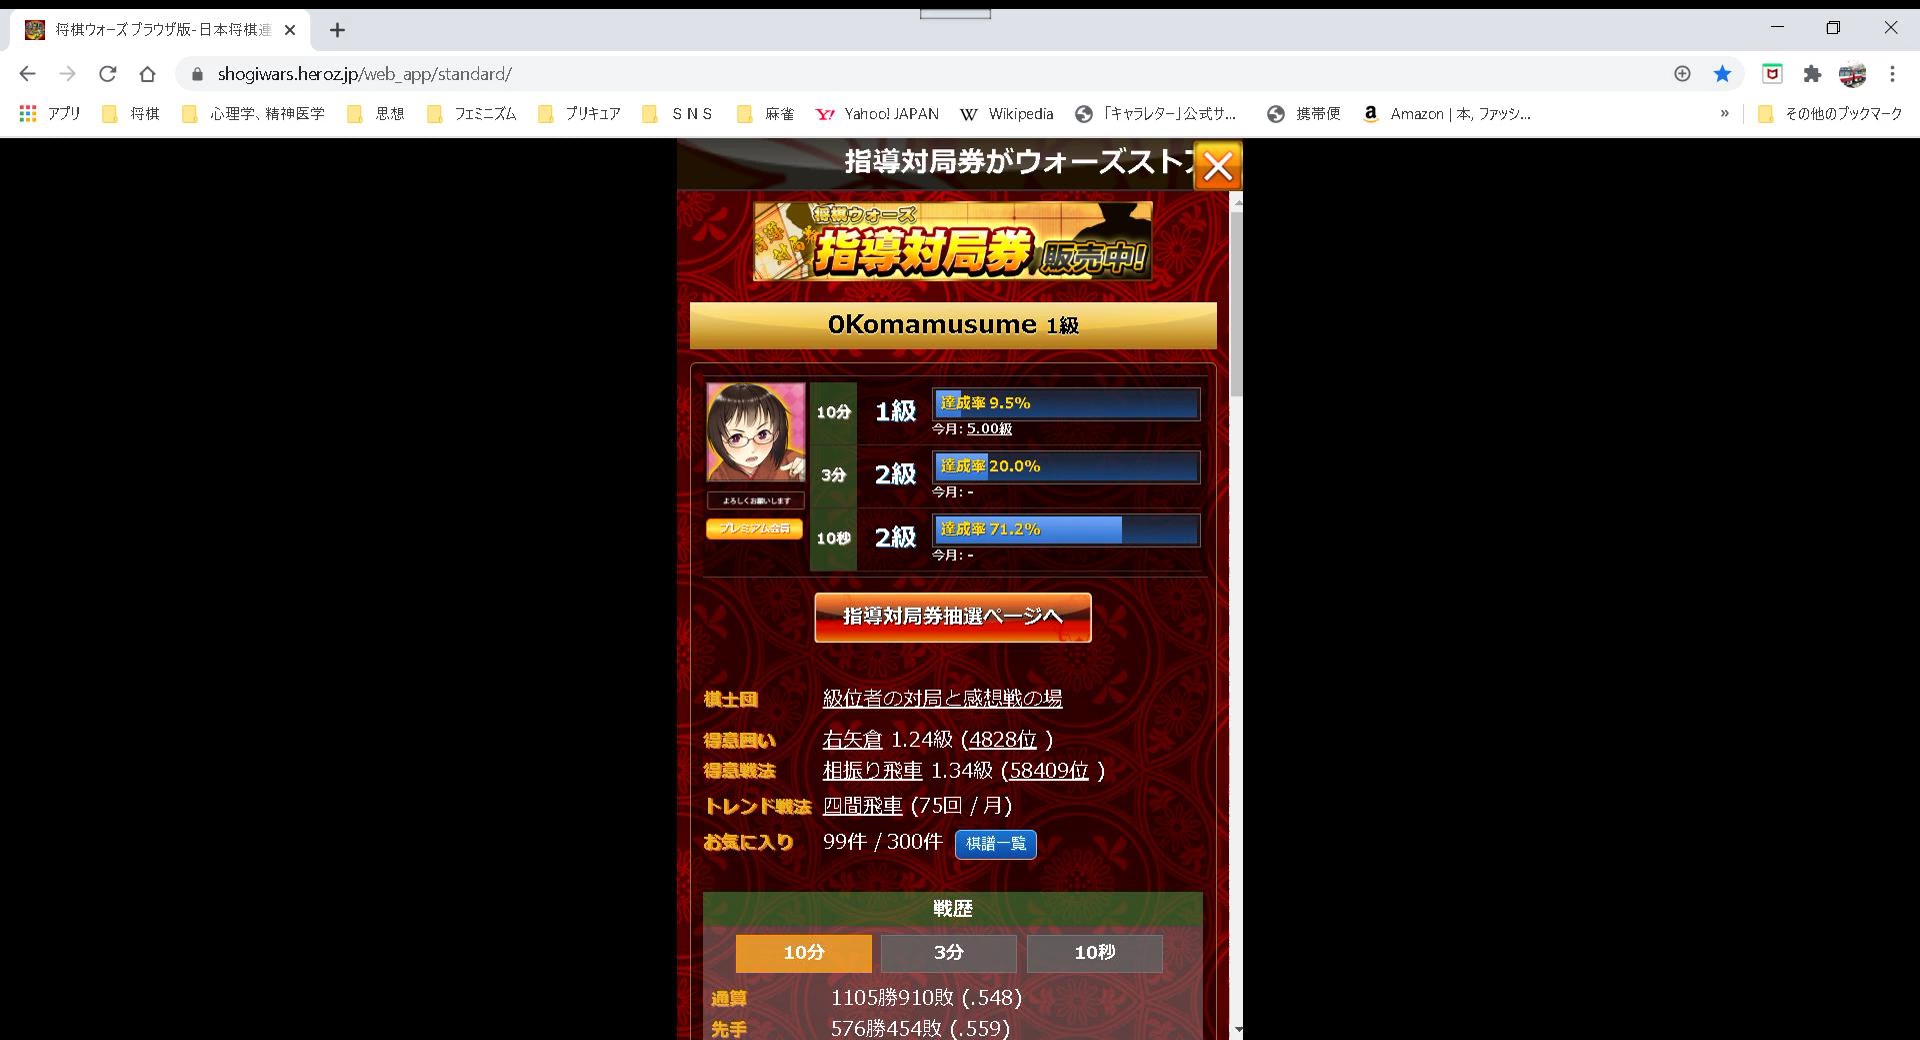 将棋ウォーズ ブラウザ版-日本将棋連
shogiwars.heroz.jp/web_app/standard/
アプリ 将棋 心理学、精神医学 思想 フェミニズム プリキュア ＳＮＳ 麻雀 Yahoo! JAPAN Wikipedia 「キャラレター」公式サ... 携帯便 Amazon | 本, ファッシ... » その他のブックマーク
指導対局券がウォーズスト
将棋ウォーズ
指導対局券 販売中!
0Komamusume 1級
10分 1級 達成率 9.5%
今月: 5.00級
3分 2級 達成率 20.0%
今月: -
よろしくお願いします
プレミアム会員
10秒 2級 達成率 71.2%
今月: -
指導対局券抽選ページへ
棋士団 級位者の対局と感想戦の場
得意囲い 右矢倉 1.24級 (4828位 )
得意戦法 相振り飛車 1.34級 (58409位 )
トレンド戦法 四間飛車 (75回 / 月)
お気に入り 99件 / 300件 棋譜一覧
戦歴
10分 3分 10秒
通算 1105勝910敗 (.548)
先手 576勝454敗 (.559)